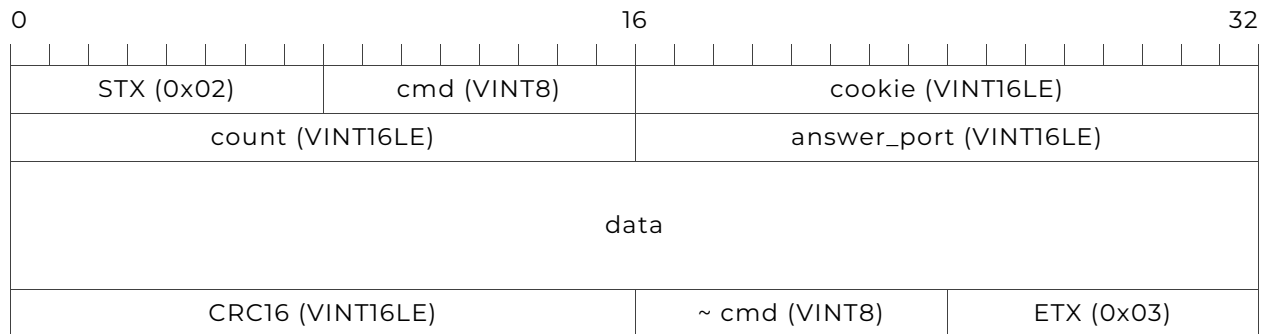 0 16 32
STX (0x02) cmd (VINT8) cookie (VINT16LE)
count (VINT16LE) answer_port (VINT16LE)
data
CRC16 (VINT16LE) ~ cmd (VINT8) ETX (0x03)